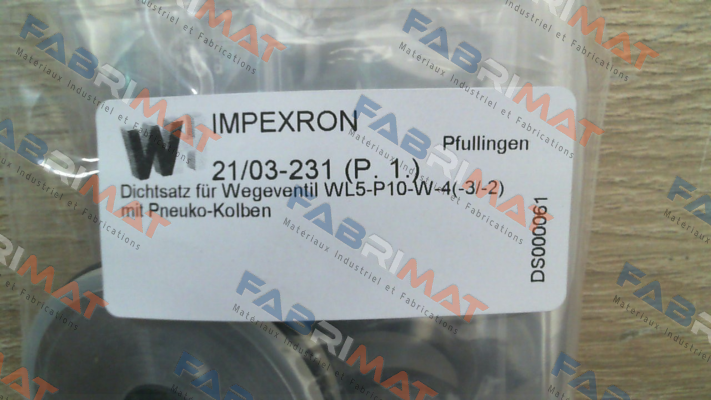 W
IMPEXRON
Pfullingen
21/03-231 (P. 1.)
Dichtsatz für Wegeventil WL5-P10-W-4(-3/-2)
mit Pneuko-Kolben
DS000061
FABRIMAT
Materiaux Industriel et Fabrications